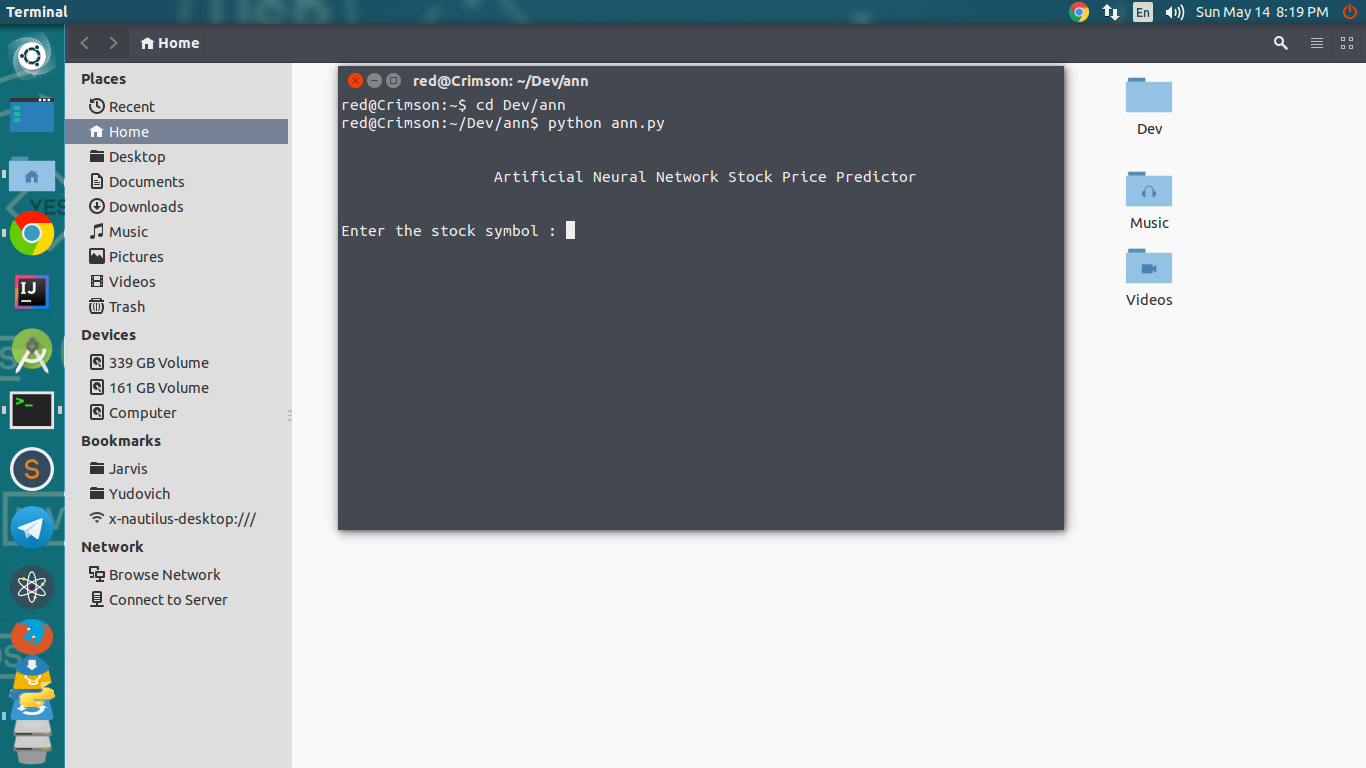 Terminal
En
Sun May 14 8:19 PM
Home
Places
Recent
Home
Desktop
Documents
Downloads
Music
Pictures
Videos
Trash
Devices
339 GB Volume
161 GB Volume
Computer
Bookmarks
Jarvis
Yudovich
x-nautilus-desktop:///
Network
Browse Network
Connect to Server
red@Crimson: ~/Dev/ann
red@Crimson:~$ cd Dev/ann
red@Crimson:~/Dev/ann$ python ann.py
Artificial Neural Network Stock Price Predictor
Enter the stock symbol :
Dev
Music
Videos
YES
IJ
>_
S